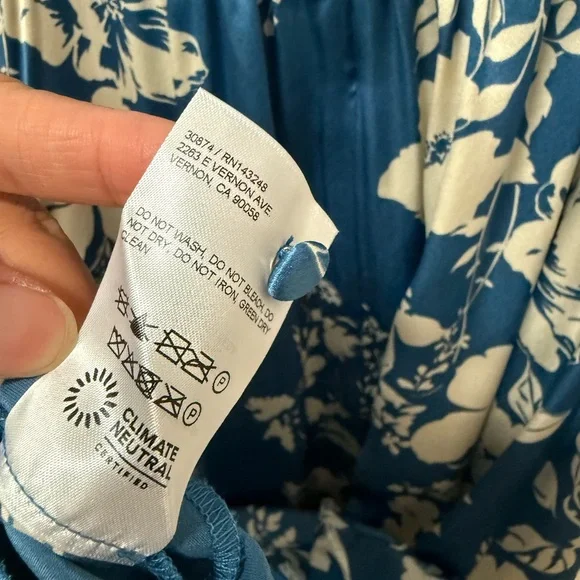 30874 / RN143248
2263 E VERNON AVE.
VERNON, CA 90058
DO NOT WASH, DO NOT BLEACH, DO
NOT DRY, DO NOT IRON, GREEN DRY
CLEAN
P
P
CLIMATE
NEUTRAL
CERTIFIED